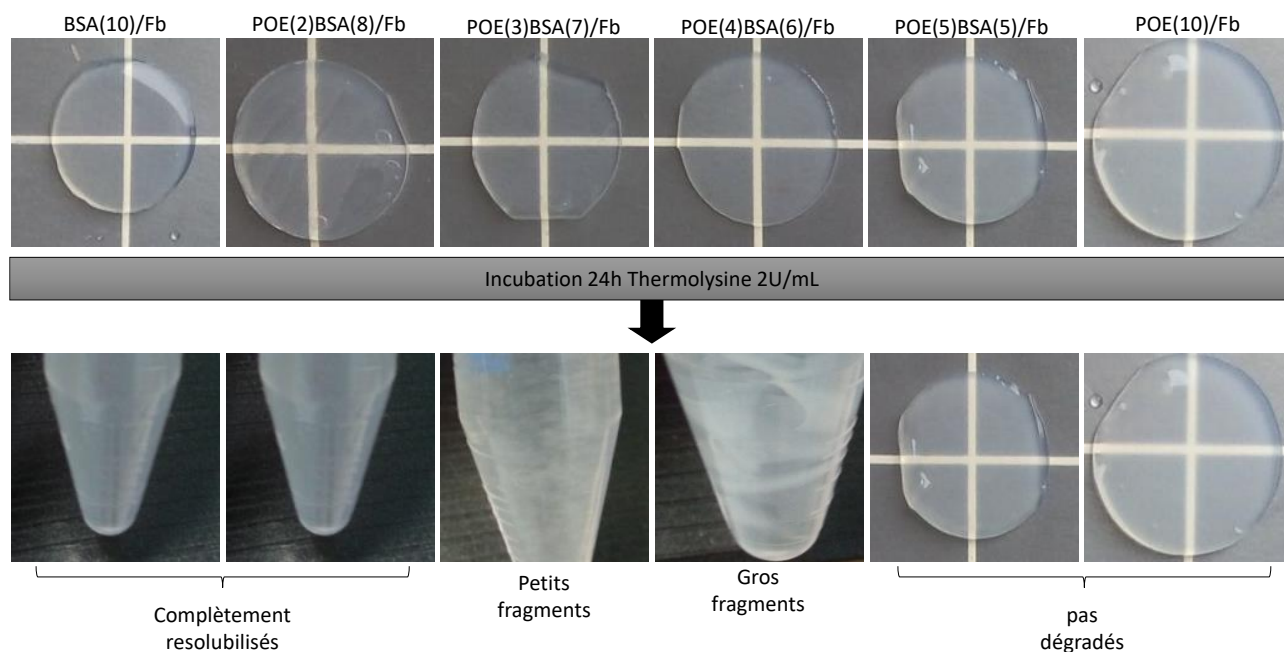 BSA(10)/Fb
POE(2)BSA(8)/Fb
POE(3)BSA(7)/Fb
POE(4)BSA(6)/Fb
POE(5)BSA(5)/Fb
POE(10)/Fb
Incubation 24h Thermolysine 2U/mL
Complètement
resolubilisés
Petits
fragments
Gros
fragments
pas
dégradés